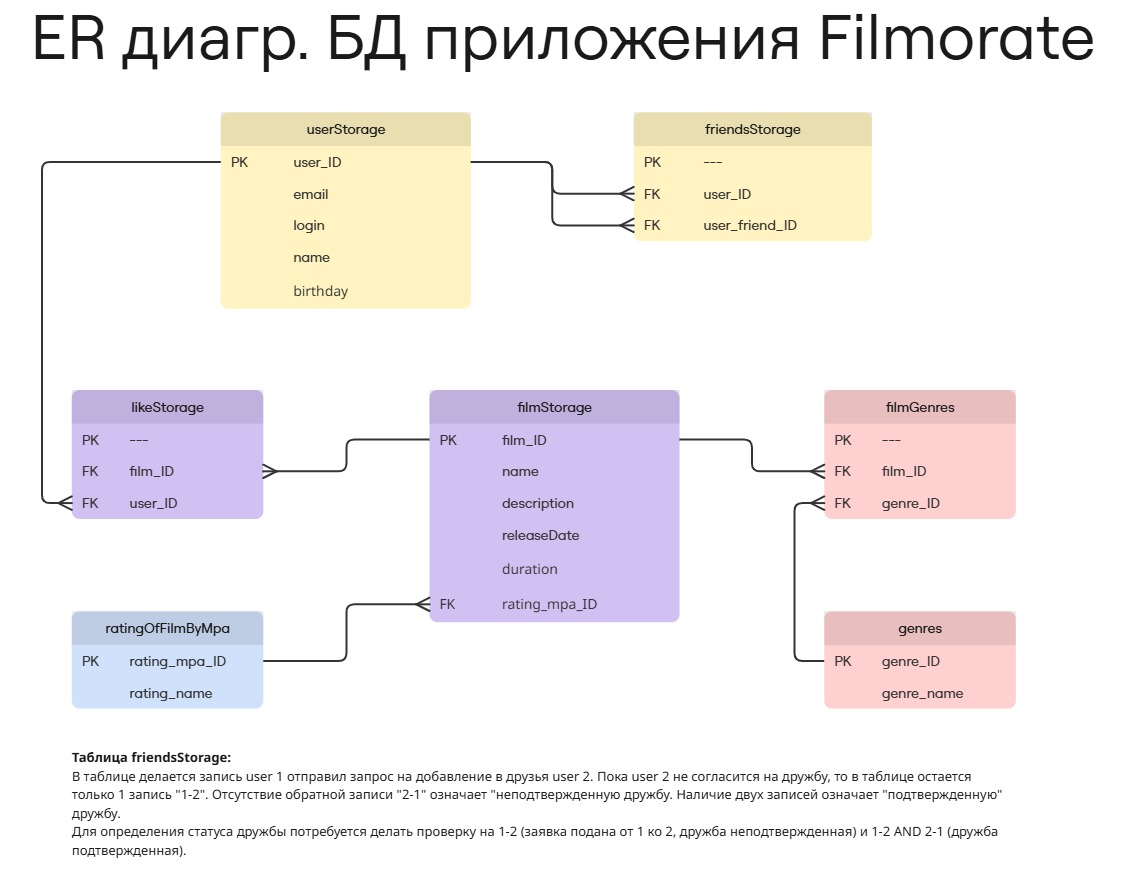 ER диагр. БД приложения Filmorate
userStorage
PK user_ID
email
login
name
birthday
friendsStorage
PK ---
FK user_ID
FK user_friend_ID
likeStorage
PK ---
FK film_ID
FK user_ID
filmStorage
PK film_ID
name
description
releaseDate
duration
FK rating_mpa_ID
filmGenres
PK ---
FK film_ID
FK genre_ID
ratingOfFilmByMpa
PK rating_mpa_ID
rating_name
genres
PK genre_ID
genre_name
Таблица friendsStorage:
В таблице делается запись user 1 отправил запрос на добавление в друзья user 2. Пока user 2 не согласится на дружбу, то в таблице остается
только 1 запись "1-2". Отсутствие обратной записи "2-1" означает "неподтвержденную дружбу. Наличие двух записей означает "подтвержденную"
дружбу.
Для определения статуса дружбы потребуется делать проверку на 1-2 (заявка подана от 1 ко 2, дружба неподтвержденная) и 1-2 AND 2-1 (дружба
подтвержденная).